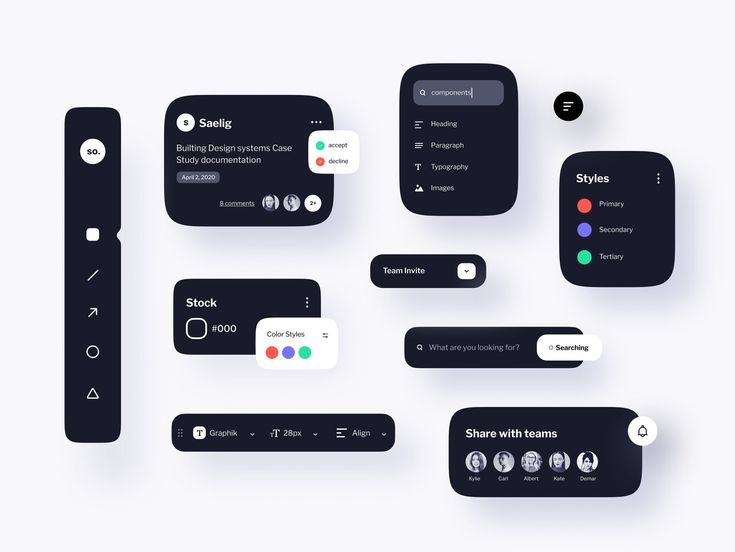 so.
S
Saelig
Builting Design systems Case
Study documentation
April 2, 2020
8 comments
2+
accept
decline
components
Heading
Paragraph
T
Typography
Images
Styles
Primary
Secondary
Tertiary
Team Invite
Stock
#000
Color Styles
What are you looking for?
Searching
T
Graphik
TT
28px
Align
Share with teams
Kylie
Carl
Albert
Kate
Demar